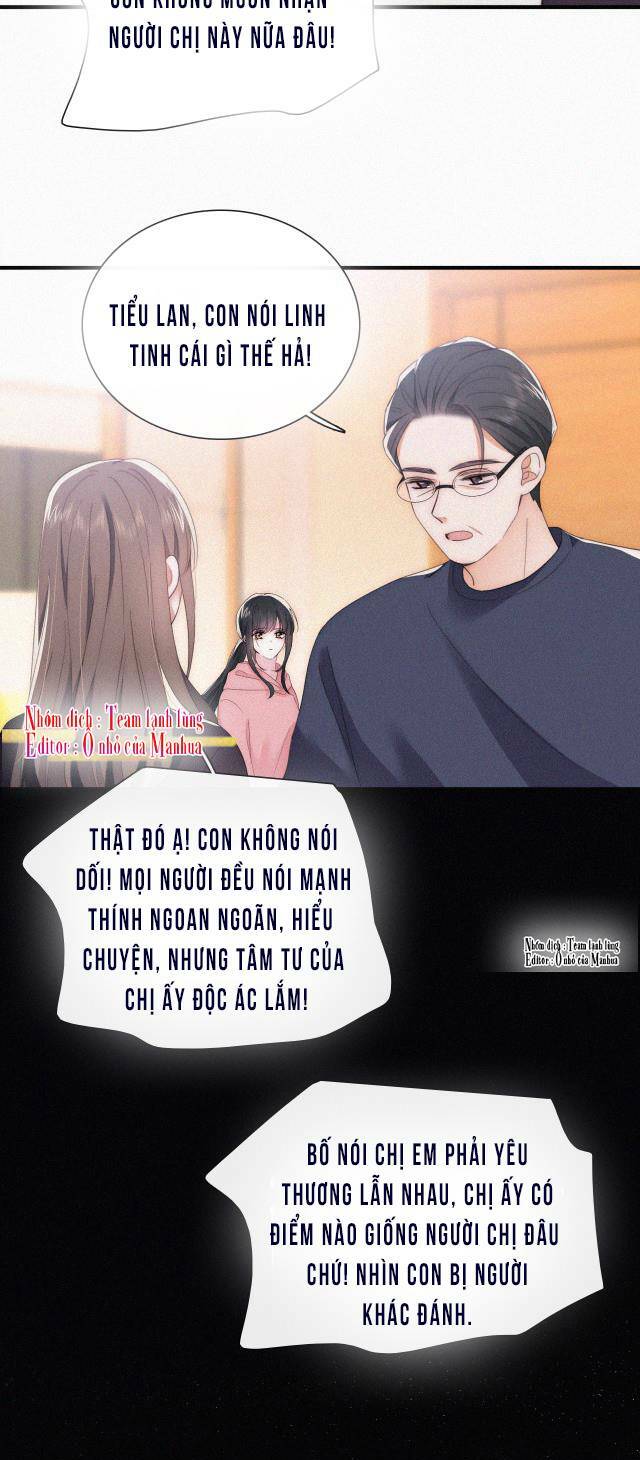 CON KHÔNG MUỐN NHẬN
NGƯỜI CHỊ NÀY NỮA ĐÂU!
TIỂU LAN, CON NÓI LINH
TINH CÁI GÌ THẾ HẢ!
Nhóm dịch : Team lạnh lùng
Editor : Ô nhỏ của Manhua
THẬT ĐÓ Ạ! CON KHÔNG NÓI
DỐI! MỌI NGƯỜI ĐỀU NÓI MẠNH
THÍNH NGOAN NGOÃN, HIỂU
CHUYỆN, NHƯNG TÂM TƯ CỦA
CHỊ ẤY ĐỘC ÁC LẮM!
Nhóm dịch : Team lạnh lùng
Editor : Ô nhỏ của Manhua
BỐ NÓI CHỊ EM PHẢI YÊU
THƯƠNG LẪN NHAU, CHỊ ẤY CÓ
ĐIỂM NÀO GIỐNG NGƯỜI CHỊ ĐÂU
CHỨ! NHÌN CON BỊ NGƯỜI
KHÁC ĐÁNH.